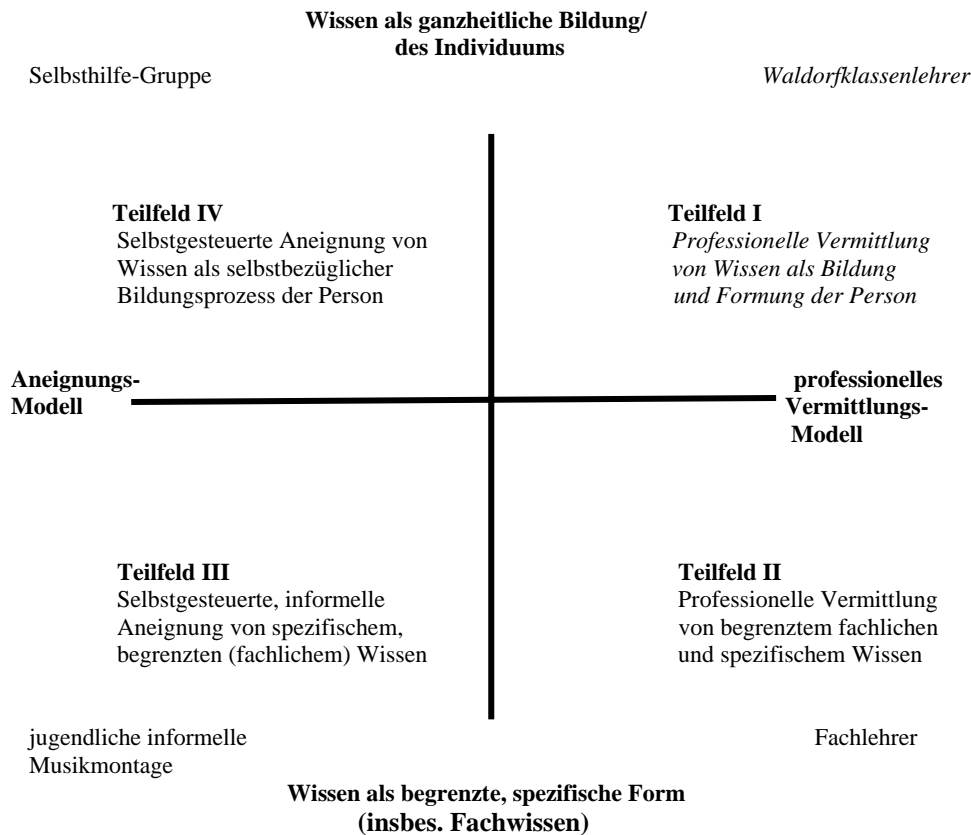 Wissen als ganzheitliche Bildung/
des Individuums
Selbsthilfe-Gruppe
Waldorfklassenlehrer
Teilfeld IV
Selbstgesteuerte Aneignung von
Wissen als selbstbezüglicher
Bildungsprozess der Person
Teilfeld I
Professionelle Vermittlung
von Wissen als Bildung
und Formung der Person
Aneignungs-
Modell
professionelles
Vermittlungs-
Modell
Teilfeld III
Selbstgesteuerte, informelle
Aneignung von spezifischem,
begrenzten (fachlichem) Wissen
Teilfeld II
Professionelle Vermittlung
von begrenztem fachlichen
und spezifischem Wissen
jugendliche informelle
Musikmontage
Fachlehrer
Wissen als begrenzte, spezifische Form
(insbes. Fachwissen)